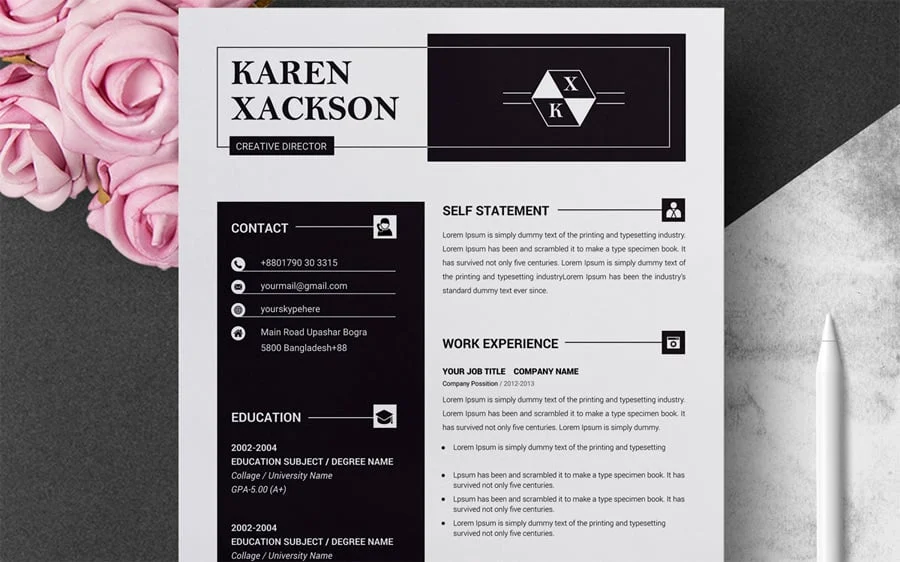 KAREN
XACKSON
CREATIVE DIRECTOR
X
K
CONTACT
+8801790 30 3315
yourmail@gmail.com
yourskypehere
Main Road Upashar Bogra
5800 Bangladesh+88
EDUCATION
2002-2004
EDUCATION SUBJECT / DEGREE NAME
Collage / University Name
GPA-5.00 (A+)
2002-2004
EDUCATION SUBJECT / DEGREE NAME
Collage / University Name
SELF STATEMENT
Lorem Ipsum is simply dummy text of the printing and typesetting industry.
Lorem Ipsum has been and scrambled it to make a type specimen book. It
has survived not only five centuries. Lorem Ipsum is simply dummy text of
the printing and typesetting industryLorem Ipsum has been the industry's
standard dummy text ever since.
WORK EXPERIENCE
YOUR JOB TITLE COMPANY NAME
Company Possition / 2012-2013
Lorem Ipsum is simply dummy text of the printing and typesetting industry.
Lorem Ipsum has been and scrambled it to make a type specimen book. It
has survived not only five centuries. Lorem Ipsum is simply dummy.
• Lorem Ipsum is simply dummy text of the printing and typesetting
• Lpsum has been and scrambled it to make a type specimen book. It has
survived not only five centuries.
• Lpsum has been and scrambled it to make a type specimen book. It has
survived not only five centuries.
• Lorem Ipsum is simply dummy text of the printing and typesetting
survived not only five centuries.